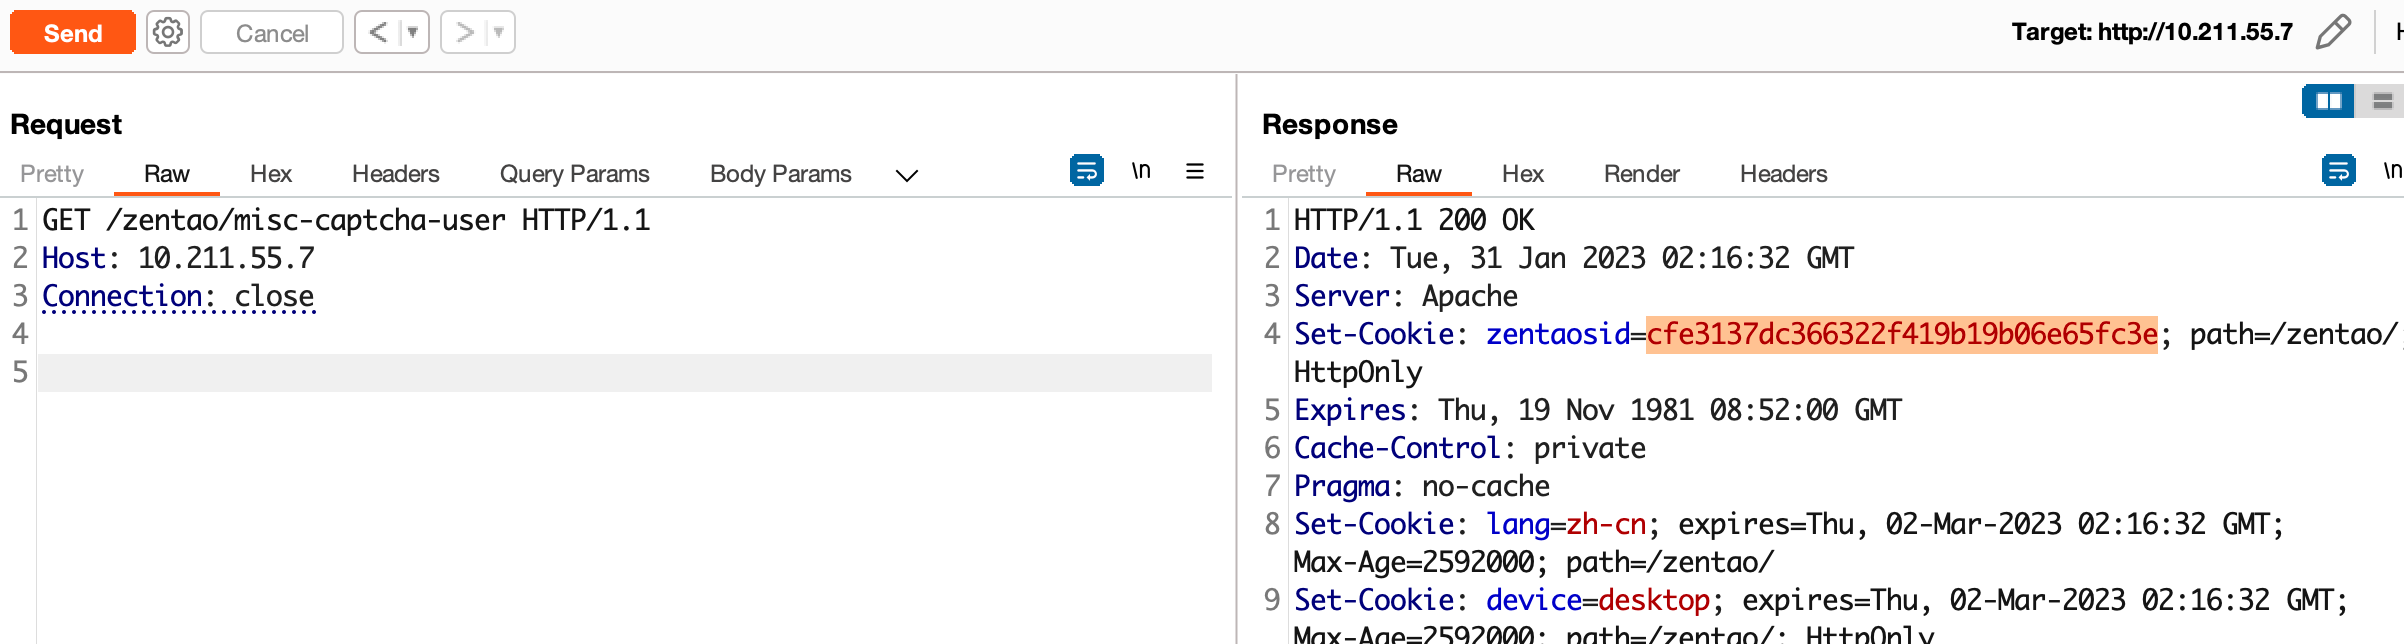 Send
Cancel
<
>
Target: http://10.211.55.7
H
Request
Response
Pretty Raw Hex Headers Query Params Body Params \n
Pretty Raw Hex Render Headers \n
1 GET /zentao/misc-captcha-user HTTP/1.1
2 Host: 10.211.55.7
3 Connection: close
4
5
1 HTTP/1.1 200 OK
2 Date: Tue, 31 Jan 2023 02:16:32 GMT
3 Server: Apache
4 Set-Cookie: zentaosid=cfe3137dc366322f419b19b06e65fc3e; path=/zentao/;
HttpOnly
5 Expires: Thu, 19 Nov 1981 08:52:00 GMT
6 Cache-Control: private
7 Pragma: no-cache
8 Set-Cookie: lang=zh-cn; expires=Thu, 02-Mar-2023 02:16:32 GMT;
Max-Age=2592000; path=/zentao/
9 Set-Cookie: device=desktop; expires=Thu, 02-Mar-2023 02:16:32 GMT;
Max-Age=2592000; path=/zentao/; HttpOnly